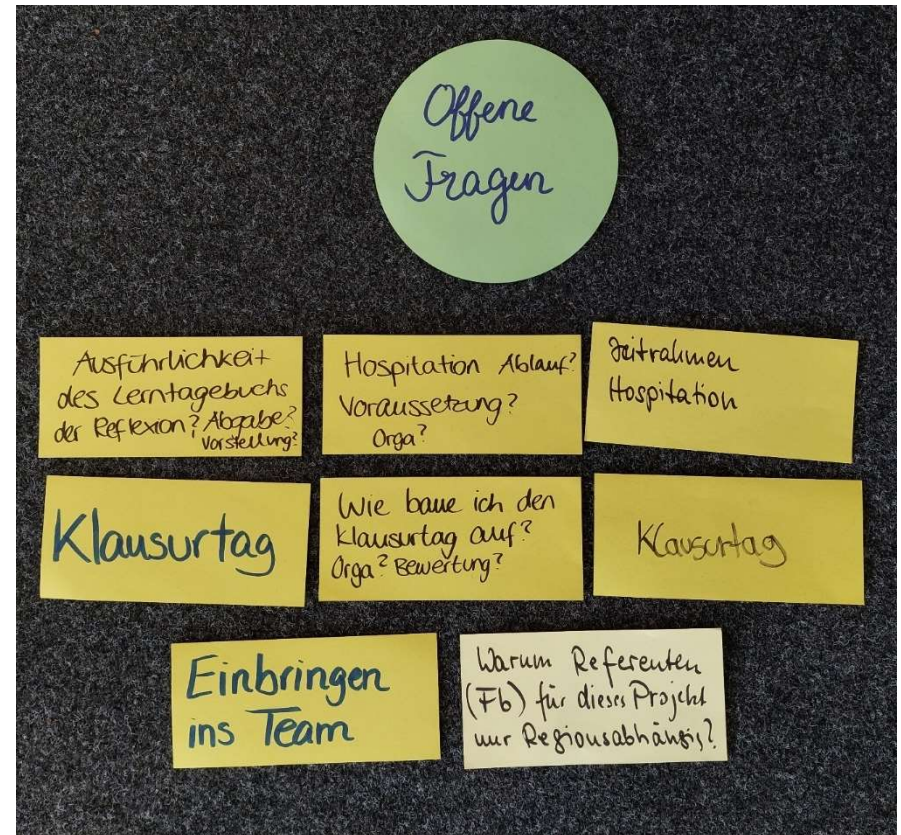 Offene
Fragen
Ausführlichkeit
des Lerntagebuchs
der Reflexion? Abgabe?
Vorstellung?
Hospitation Ablauf?
Voraussetzung?
Orga?
Zeitrahmen
Hospitation
Klausurtag
Wie baue ich den
Klausurtag auf?
Orga? Bewertung?
Klausurtag
Einbringen
ins Team
Warum Referenten
(Fb) für dieses Projekt
nur Regionsabhängig?